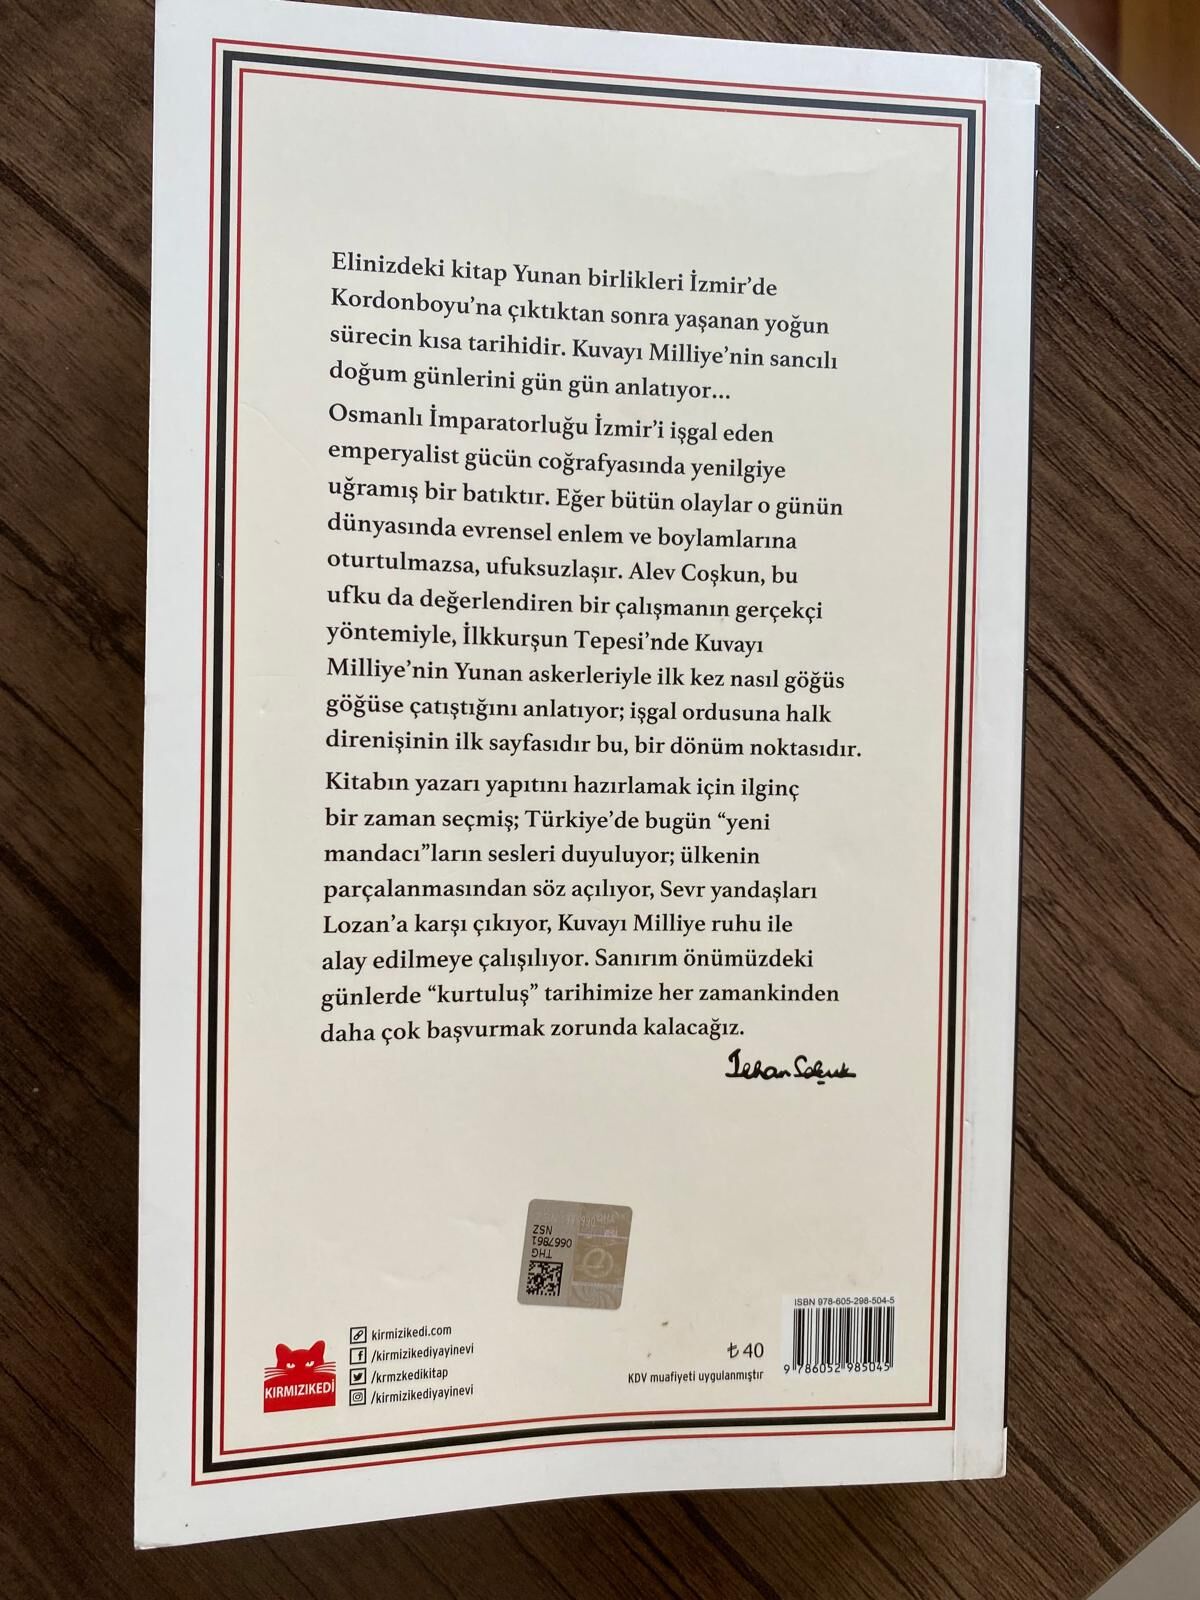 Elinizdeki kitap Yunan birlikleri İzmir’de
Kordonboyu’na çıktıktan sonra yaşanan yoğun
sürecin kısa tarihidir. Kuvayı Milliye’nin sancılı
doğum günlerini gün gün anlatıyor...
Osmanlı İmparatorluğu İzmir’i işgal eden
emperyalist gücün coğrafyasında yenilgiye
uğramış bir batıktır. Eğer bütün olaylar o günün
dünyasında evrensel enlem ve boylamlarına
oturtulmazsa, ufuksuzlaşır. Alev Coşkun, bu
ufku da değerlendiren bir çalışmanın gerçekçi
yöntemiyle, İlkkurşun Tepesi’nde Kuvayı
Milliye’nin Yunan askerleriyle ilk kez nasıl göğüs
göğüse çatıştığını anlatıyor; işgal ordusuna halk
direnişinin ilk sayfasıdır bu, bir dönüm noktasıdır.
Kitabın yazarı yapıtını hazırlamak için ilginç
bir zaman seçmiş; Türkiye’de bugün “yeni
mandacı”ların sesleri duyuluyor; ülkenin
parçalanmasından söz açılıyor, Sevr yandaşları
Lozan’a karşı çıkıyor, Kuvayı Milliye ruhu ile
alay edilmeye çalışılıyor. Sanırım önümüzdeki
günlerde “kurtuluş” tarihimize her zamankinden
daha çok başvurmak zorunda kalacağız.
İlhan Selçuk
NSZ
0667861
1982990
THG
KIRMIZIKEDİ
kirmizikedi.com
/kirmizikediyayinevi
/krmzkedikitap
/kirmizikediyayinevi
₺ 40
KDV muafiyeti uygulanmıştır
ISBN 978-605-298-504-5
9 786052 985045